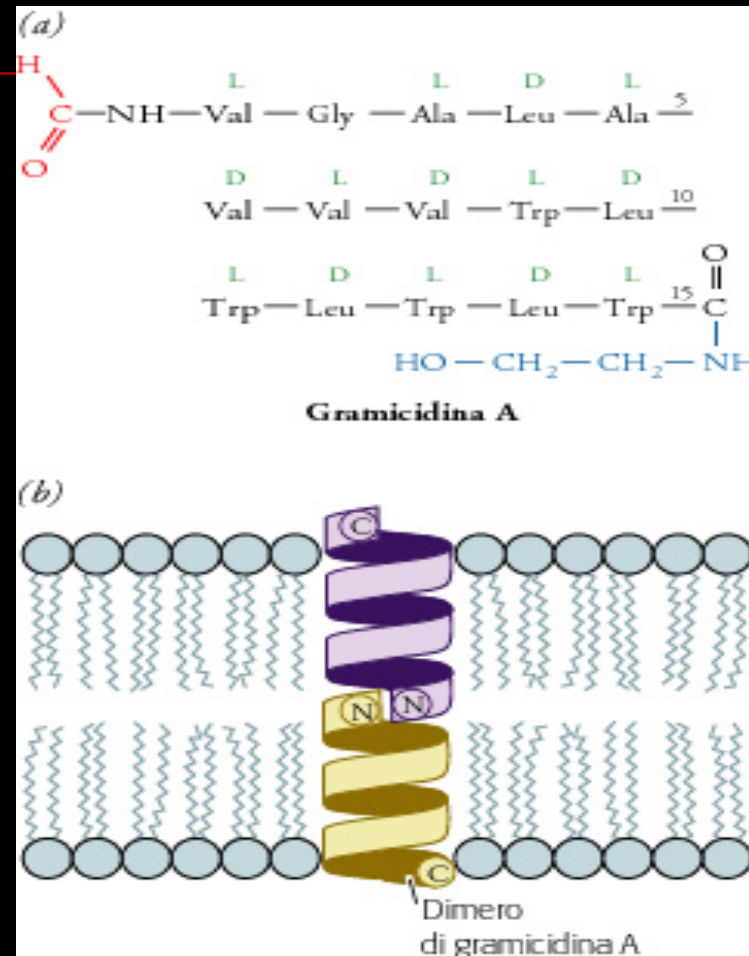 (a)
H
L L D L
C—NH—Val—Gly—Ala—Leu—Ala—5
O
D L D L D
Val—Val—Val—Trp—Leu—10
O
L D L D L
Trp—Leu—Trp—Leu—Trp—15 C
HO—CH2—CH2—NH
Gramicidina A
(b)
C
N N
C
Dimero
di gramicidina A